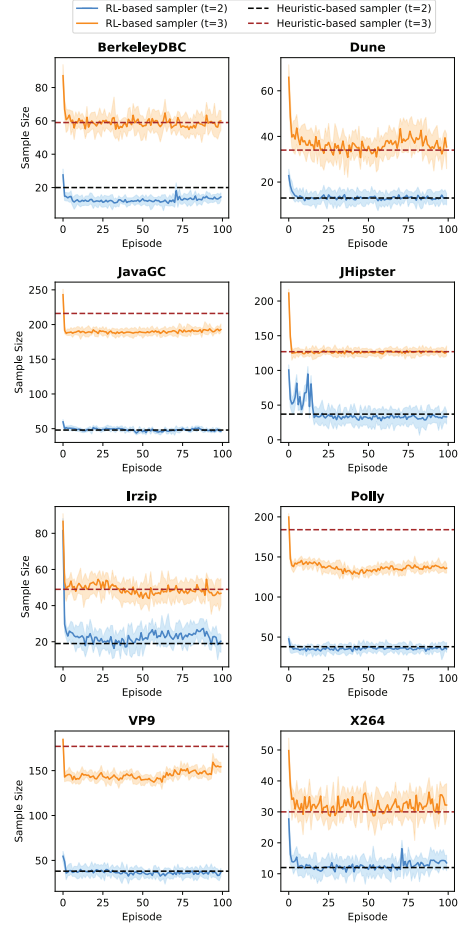 RL-based sampler (t=2) Heuristic-based sampler (t=2)
RL-based sampler (t=3) Heuristic-based sampler (t=3)
BerkeleyDBC Dune
80
60
40
20
Sample Size
0 25 50 75 100
Episode
60
40
20
0 25 50 75 100
Episode
JavaGC JHipster
250
200
150
100
50
Sample Size
0 25 50 75 100
Episode
200
150
100
50
0
0 25 50 75 100
Episode
lrzip Polly
80
60
40
20
Sample Size
0 25 50 75 100
Episode
200
150
100
50
0 25 50 75 100
Episode
VP9 X264
150
100
50
Sample Size
0 25 50 75 100
Episode
50
40
30
20
10
0 25 50 75 100
Episode